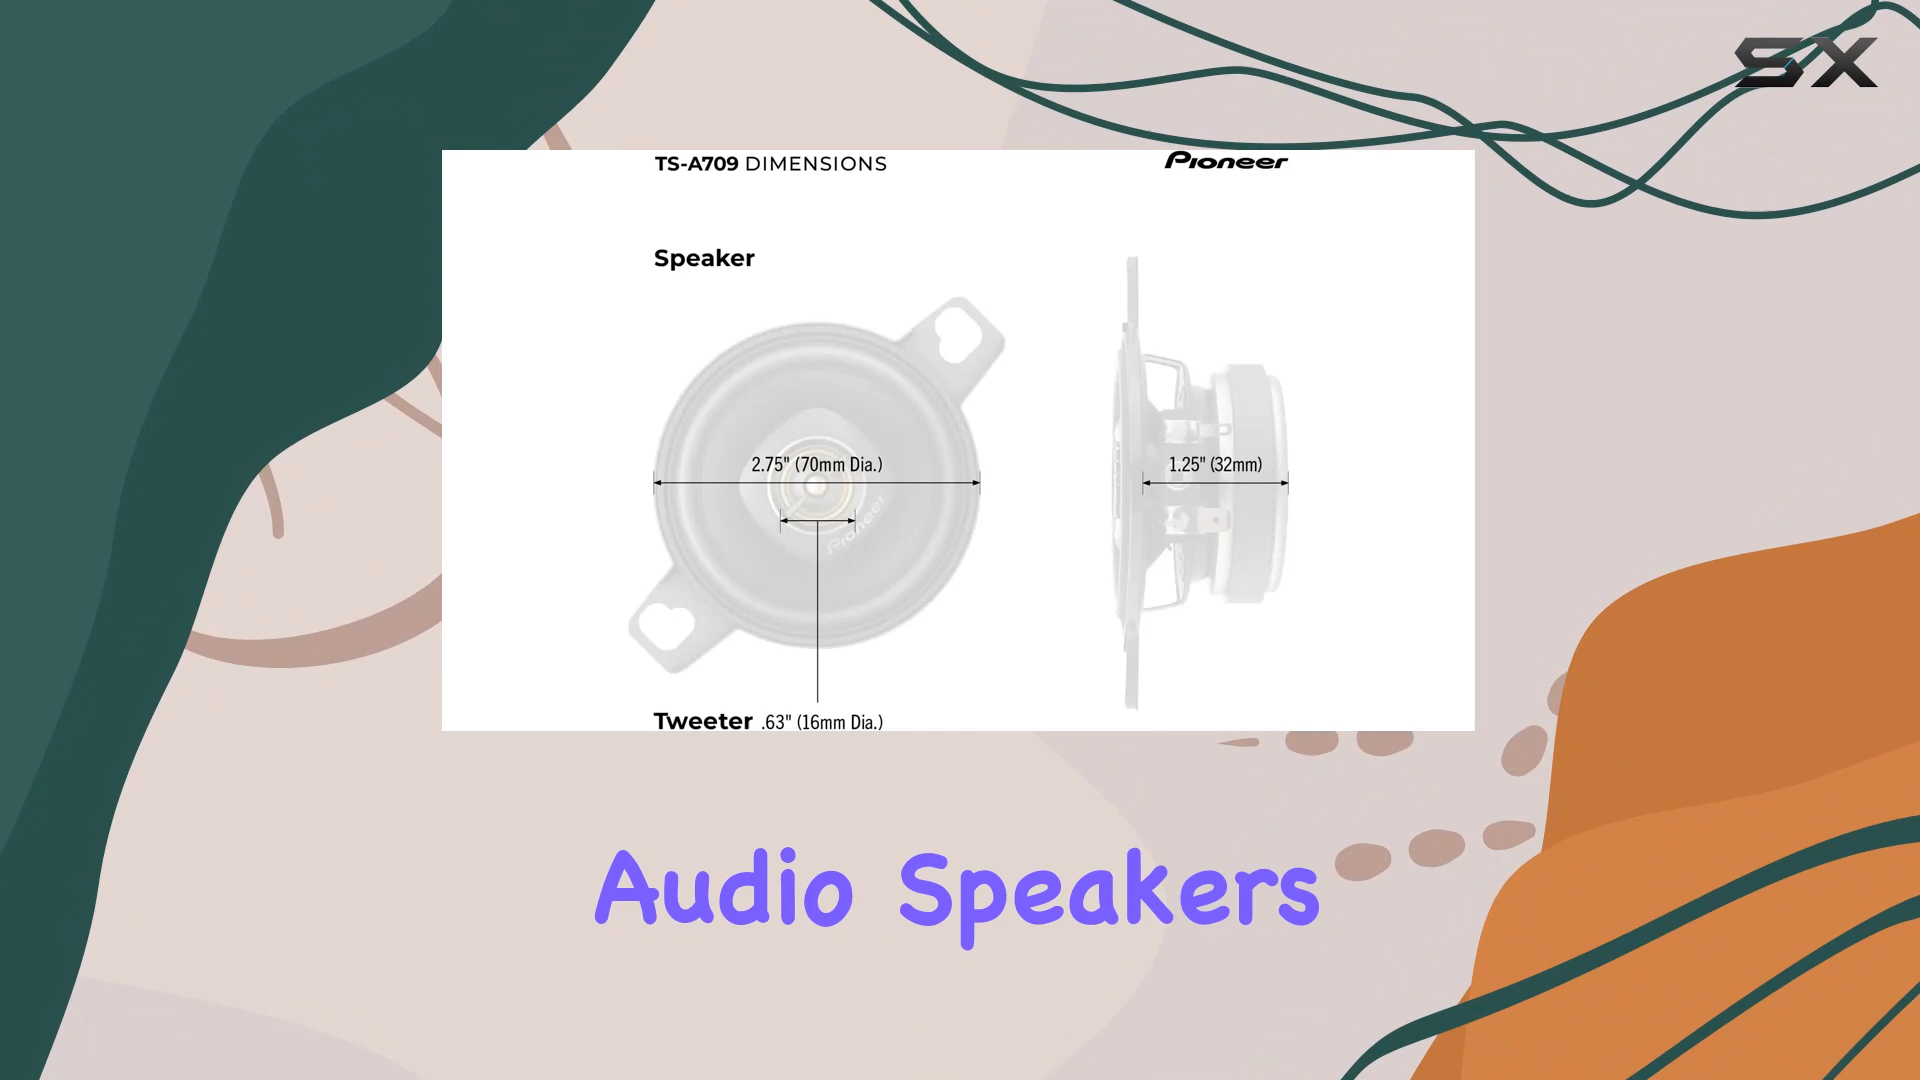 SX
TS-A709 DIMENSIONS
Pioneer
Speaker
2.75" (70mm Dia.)
1.25" (32mm)
Pioneer
Tweeter .63" (16mm Dia.)
Audio Speakers